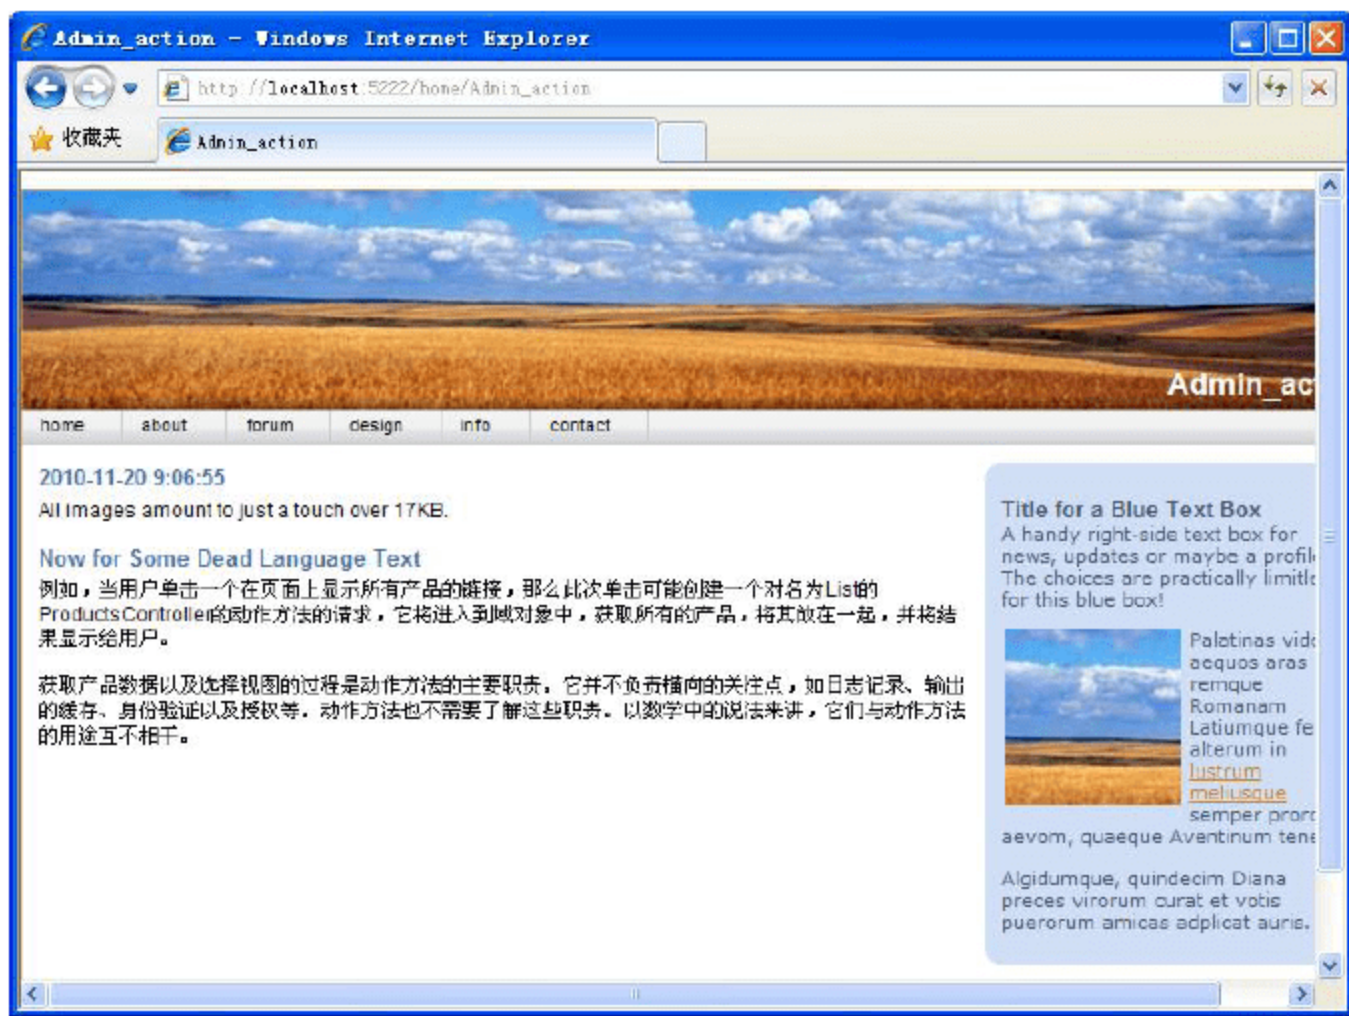 Admin_action - Windows Internet Explorer
http://localhost:5222/home/Admin_action
收藏夹
Admin_action
Admin_ac
home about forum design info contact
2010-11-20 9:06:55
All images amount to just a touch over 17KB.
Now for Some Dead Language Text
例如，当用户单击一个在页面上显示所有产品的链接，那么此次单击可能创建一个对名为List的
ProductsController的动作方法的请求，它将进入到域对象中，获取所有的产品，将其放在一起，并将结
果显示给用户。
获取产品数据以及选择视图的过程是动作方法的主要职责。它并不负责横向的关注点，如日志记录、输出
的缓存、身份验证以及授权等。动作方法也不需要了解这些职责。以数学中的说法来讲，它们与动作方法
的用途互不相干。
Title for a Blue Text Box
A handy right-side text box for
news, updates or maybe a profil
The choices are practically limitle
for this blue box!
Palatinas vide
aequos aras
remque
Romanam
Latiumque fe
alterum in
lustrum
meliusque
semper proro
aevom, quaeque Aventinum tene
Algidumque, quindecim Diana
preces virorum curat et votis
puerorum amicas adplicat auris.